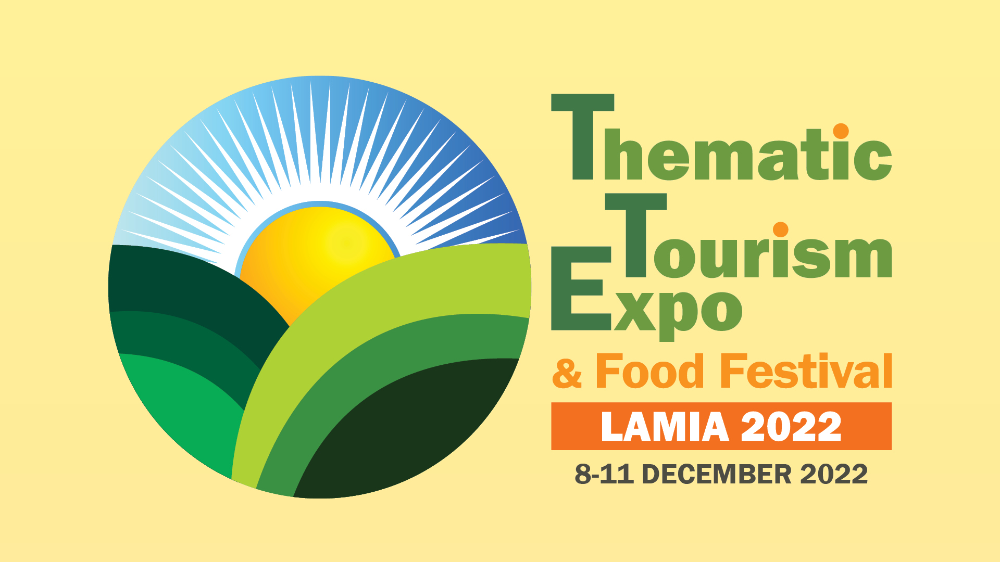 Thematic
Tourism
Expo
& Food Festival
LAMIA 2022
8-11 DECEMBER 2022